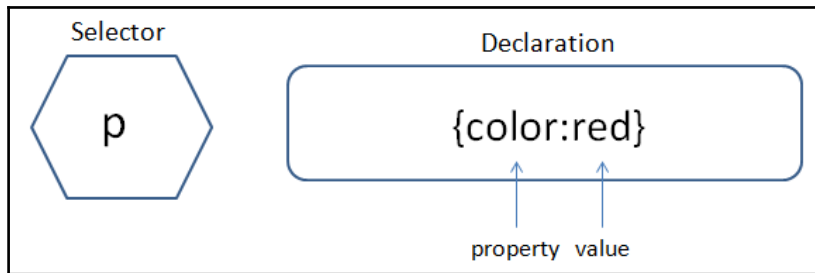 Selector
Declaration
p
{color:red}
property value